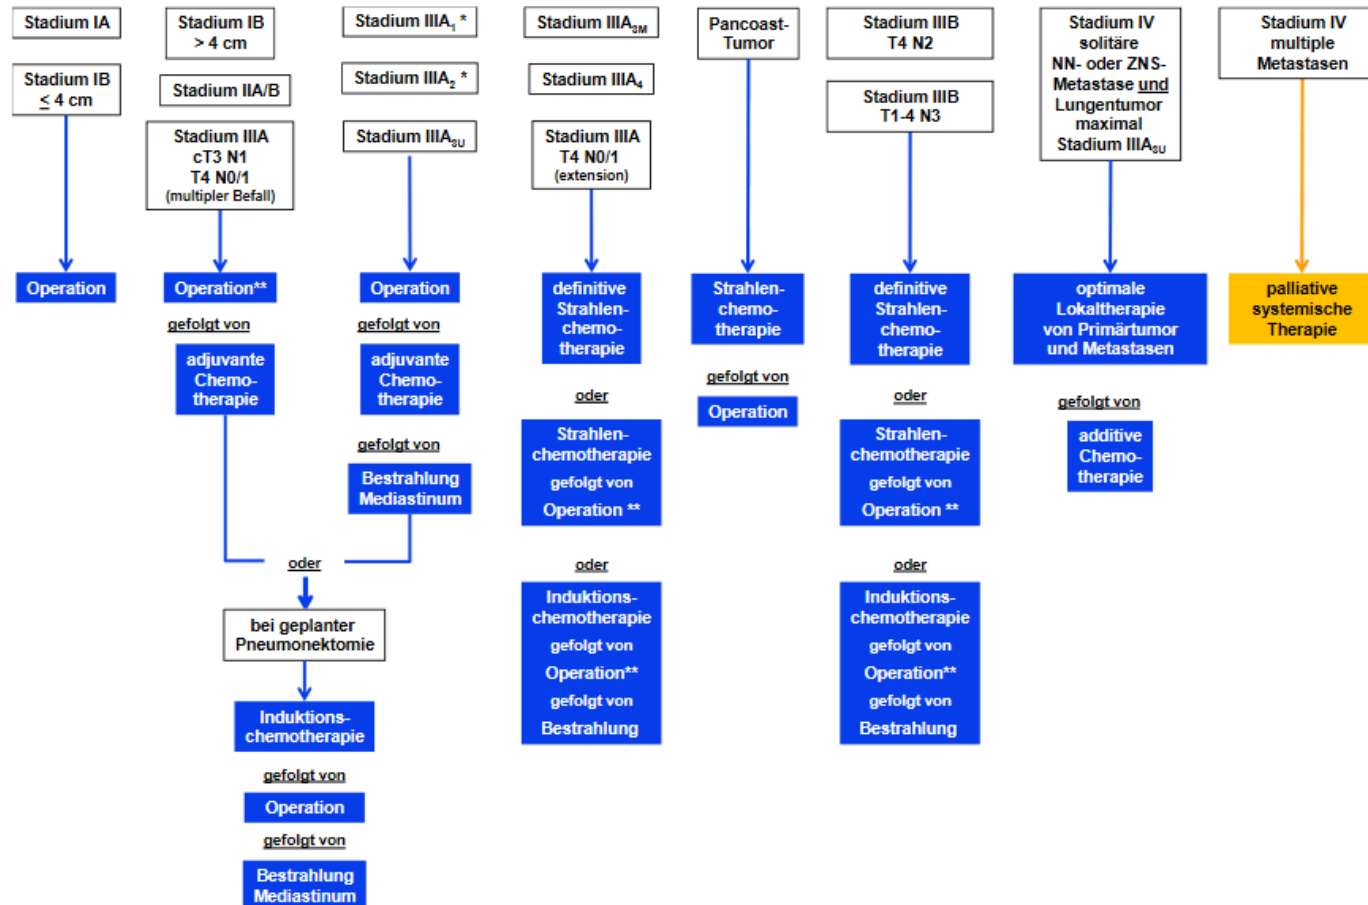 Stadium IA
Stadium IB
≤ 4 cm
Operation
Stadium IB
> 4 cm
Stadium IIA/B
Stadium IIIA
cT3 N1
T4 N0/1
(multipler Befall)
Operation**
gefolgt von
adjuvante
Chemo-
therapie
Stadium IIIA1 *
Stadium IIIA2 *
Stadium IIIASU
Operation
gefolgt von
adjuvante
Chemo-
therapie
gefolgt von
Bestrahlung
Mediastinum
oder
bei geplanter
Pneumonektomie
Induktions-
chemotherapie
gefolgt von
Operation
gefolgt von
Bestrahlung
Mediastinum
Stadium IIIASM
Stadium IIIA4
Stadium IIIA
T4 N0/1
(extension)
definitive
Strahlen-
chemo-
therapie
oder
Strahlen-
chemotherapie
gefolgt von
Operation **
oder
Induktions-
chemotherapie
gefolgt von
Operation**
gefolgt von
Bestrahlung
Pancoast-
Tumor
Strahlen-
chemo-
therapie
gefolgt von
Operation
Stadium IIIB
T4 N2
Stadium IIIB
T1-4 N3
definitive
Strahlen-
chemo-
therapie
oder
Strahlen-
chemotherapie
gefolgt von
Operation **
oder
Induktions-
chemotherapie
gefolgt von
Operation**
gefolgt von
Bestrahlung
Stadium IV
solitäre
NN- oder ZNS-
Metastase und
Lungentumor
maximal
Stadium IIIASU
optimale
Lokaltherapie
von Primärtumor
und Metastasen
gefolgt von
additive
Chemo-
therapie
Stadium IV
multiple
Metastasen
palliative
systemische
Therapie